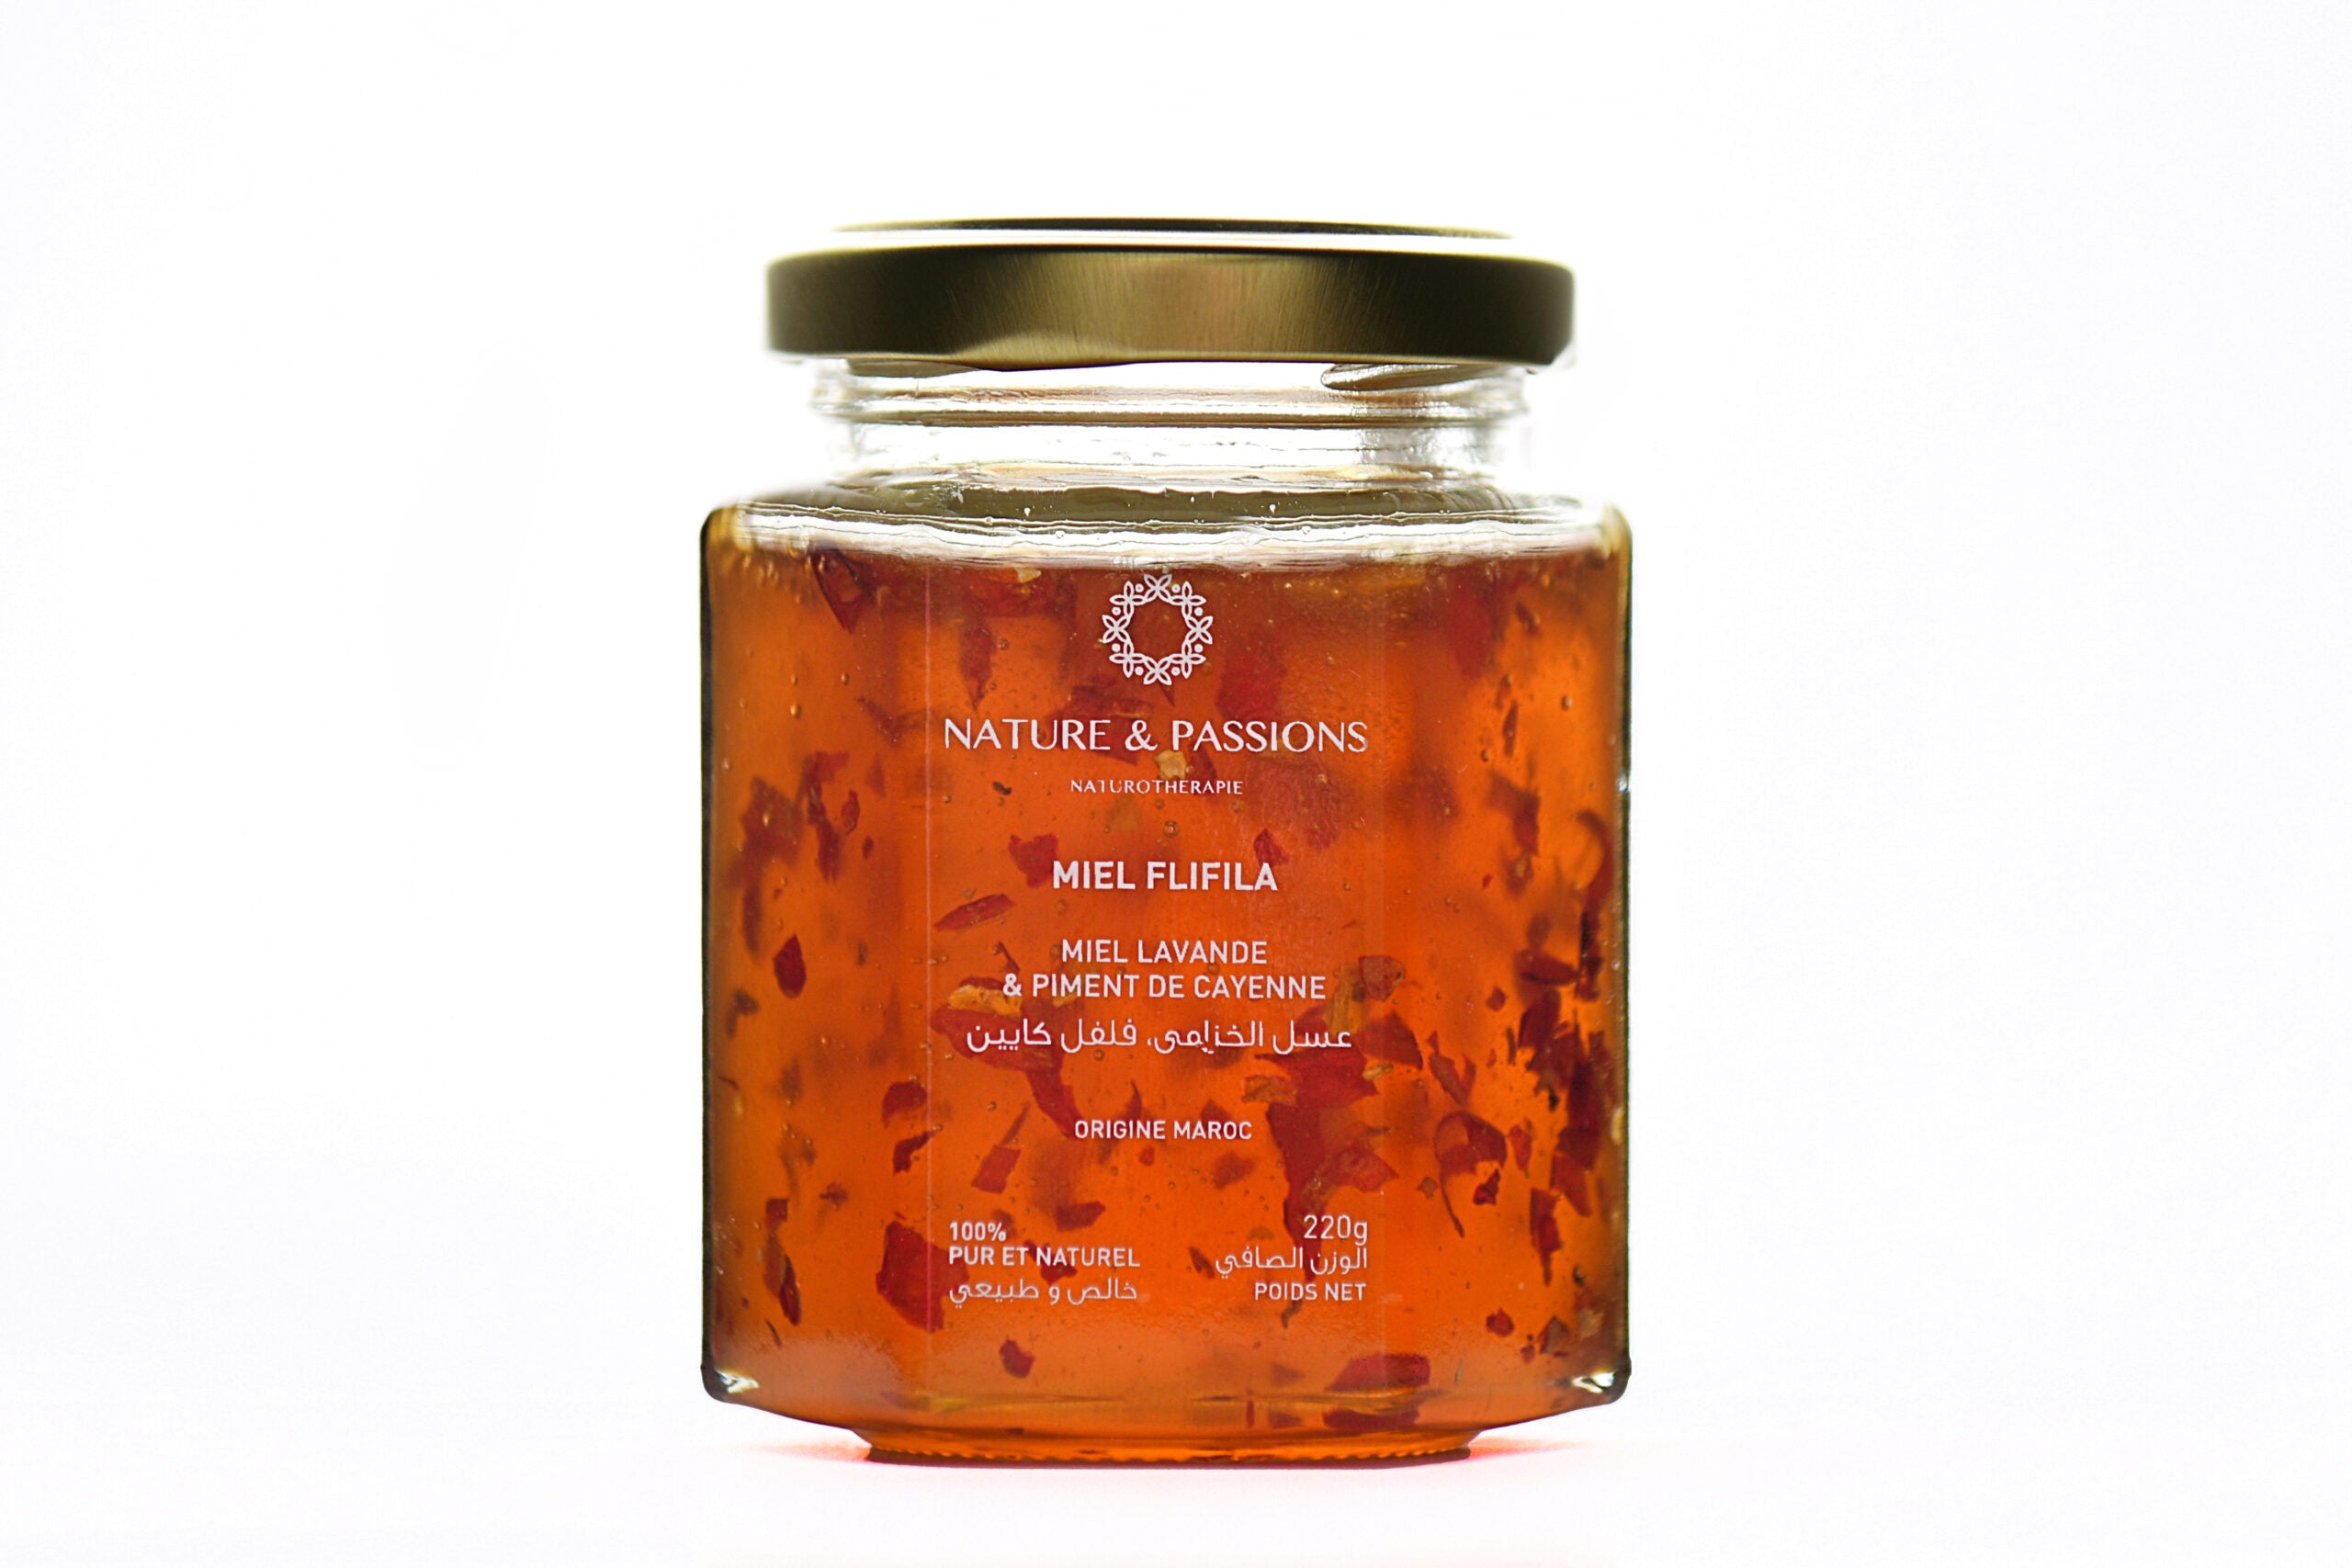 NATURE & PASSIONS
NATUROTHERAPIE
MIEL FLIFILA
MIEL LAVANDE
& PIMENT DE CAYENNE
عسل الخزامى، فلفل كايين
ORIGINE MAROC
100%
PUR ET NATUREL
خالص و طبيعي
220g
الوزن الصافي
POIDS NET